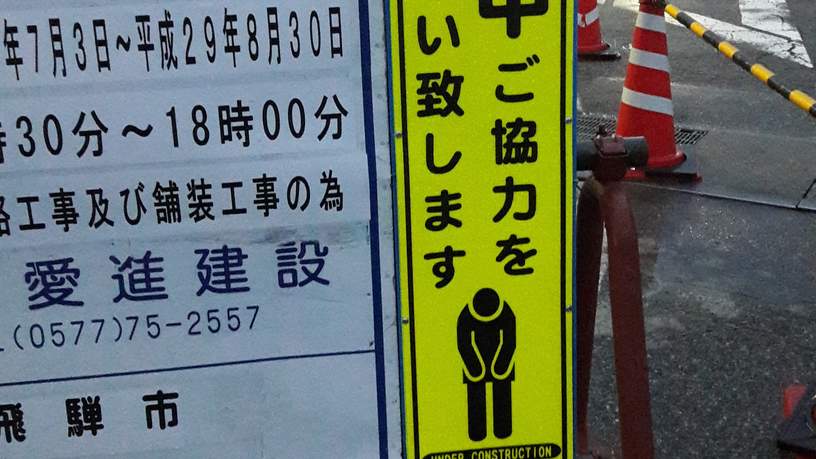 年7月3日~平成29年8月30日
時30分~18時00分
路工事及び舗装工事の為
愛進建設
(0577)75-2557
飛騨市
中ご協力を
い致します
UNDER CONSTRUCTION